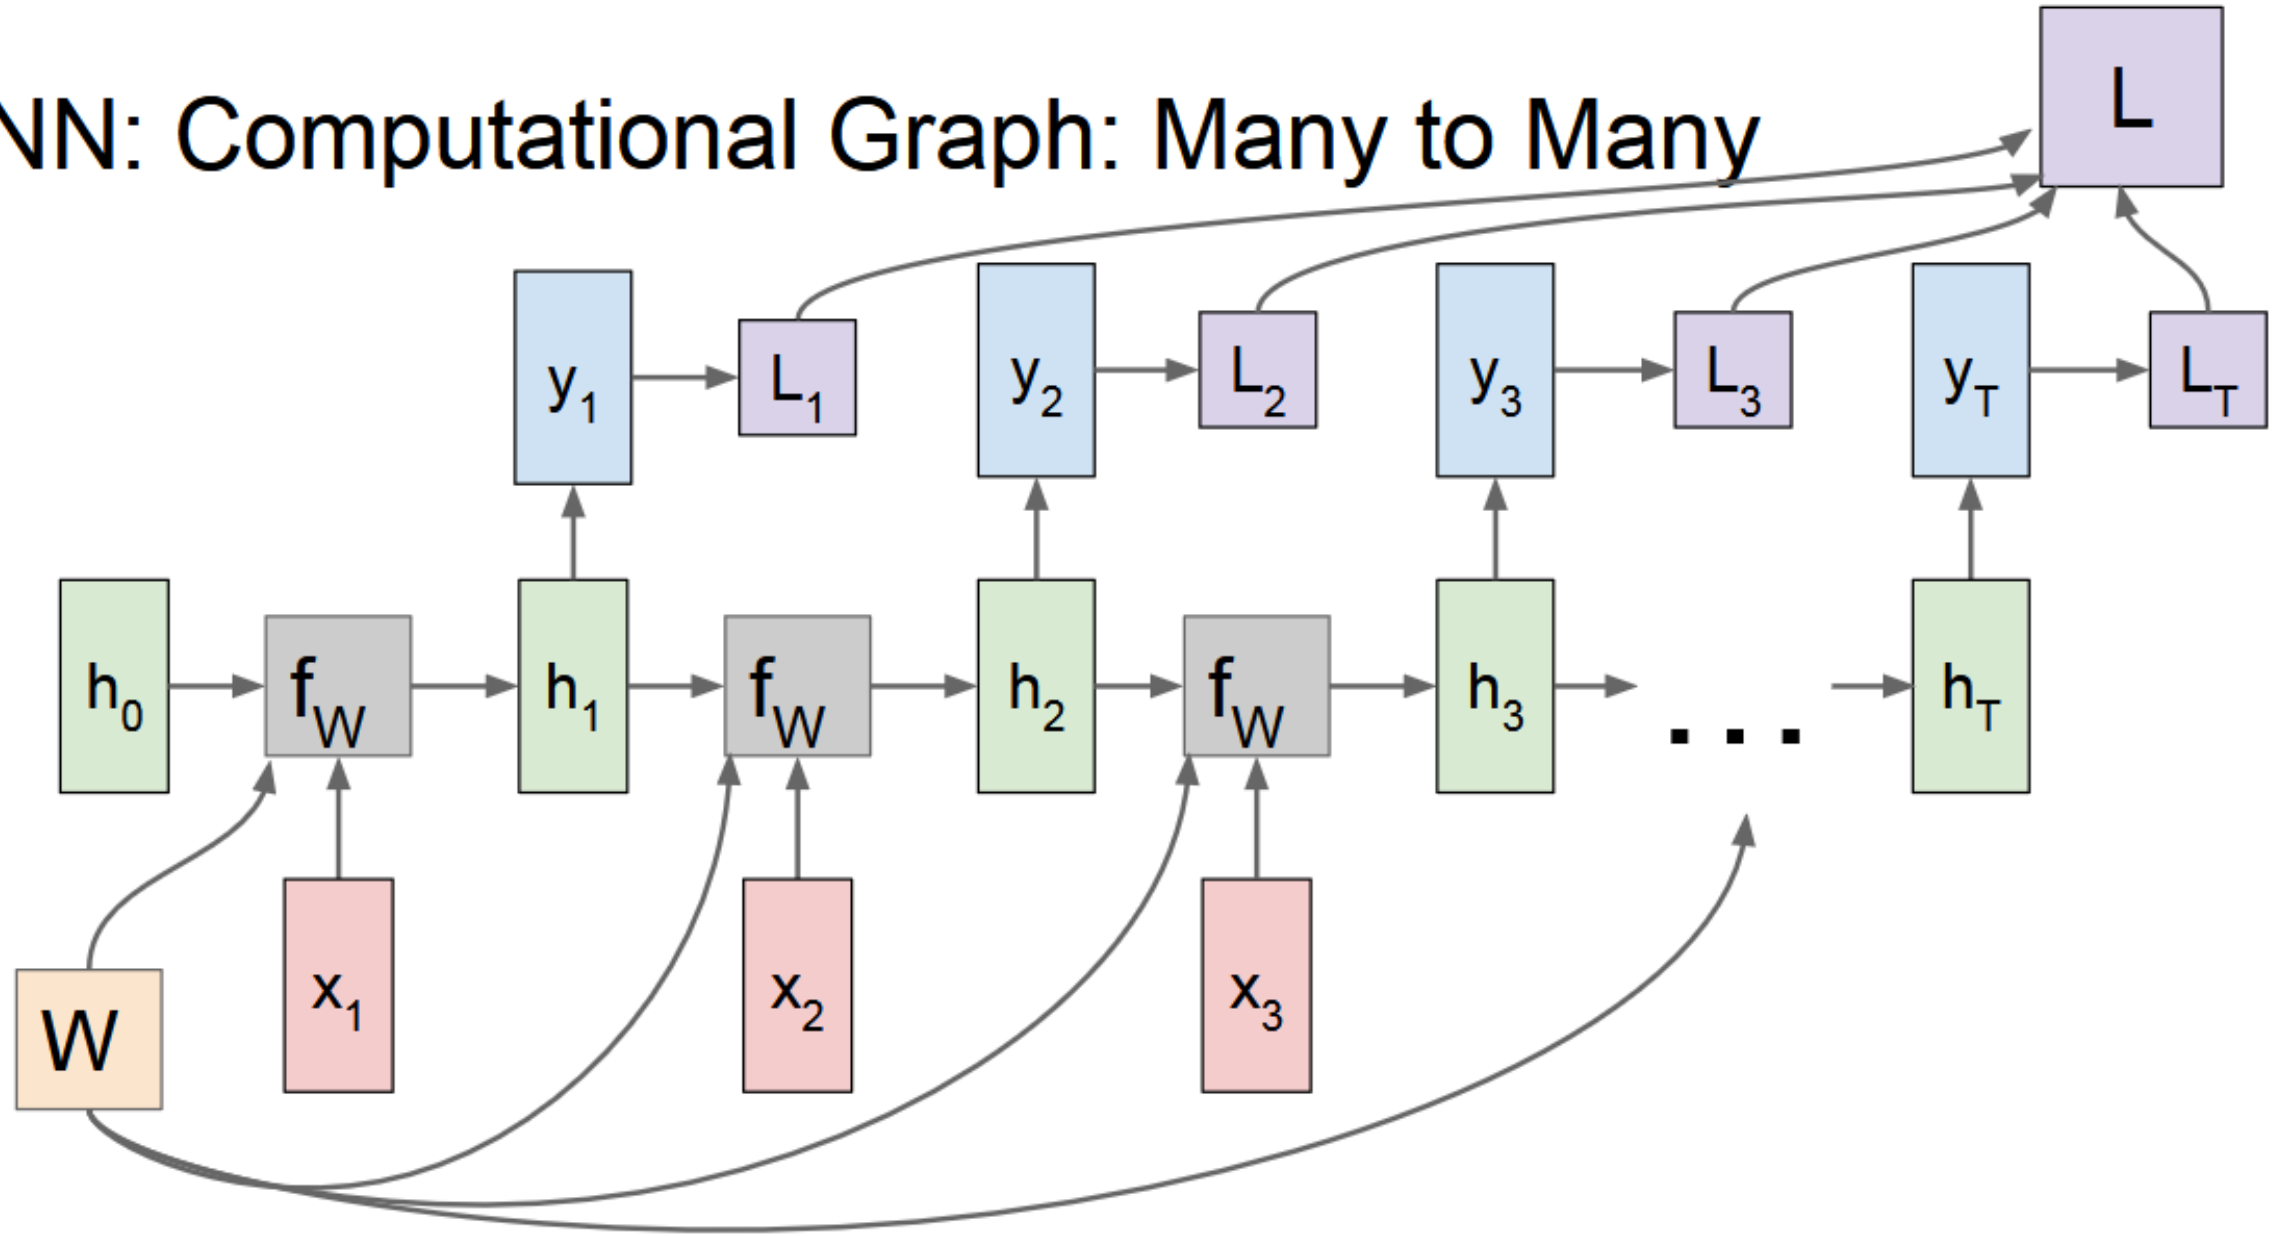 NN: Computational Graph: Many to Many
L
y1
L1
y2
L2
y3
L3
yT
LT
h0
fW
h1
fW
h2
fW
h3
...
hT
W
x1
x2
x3